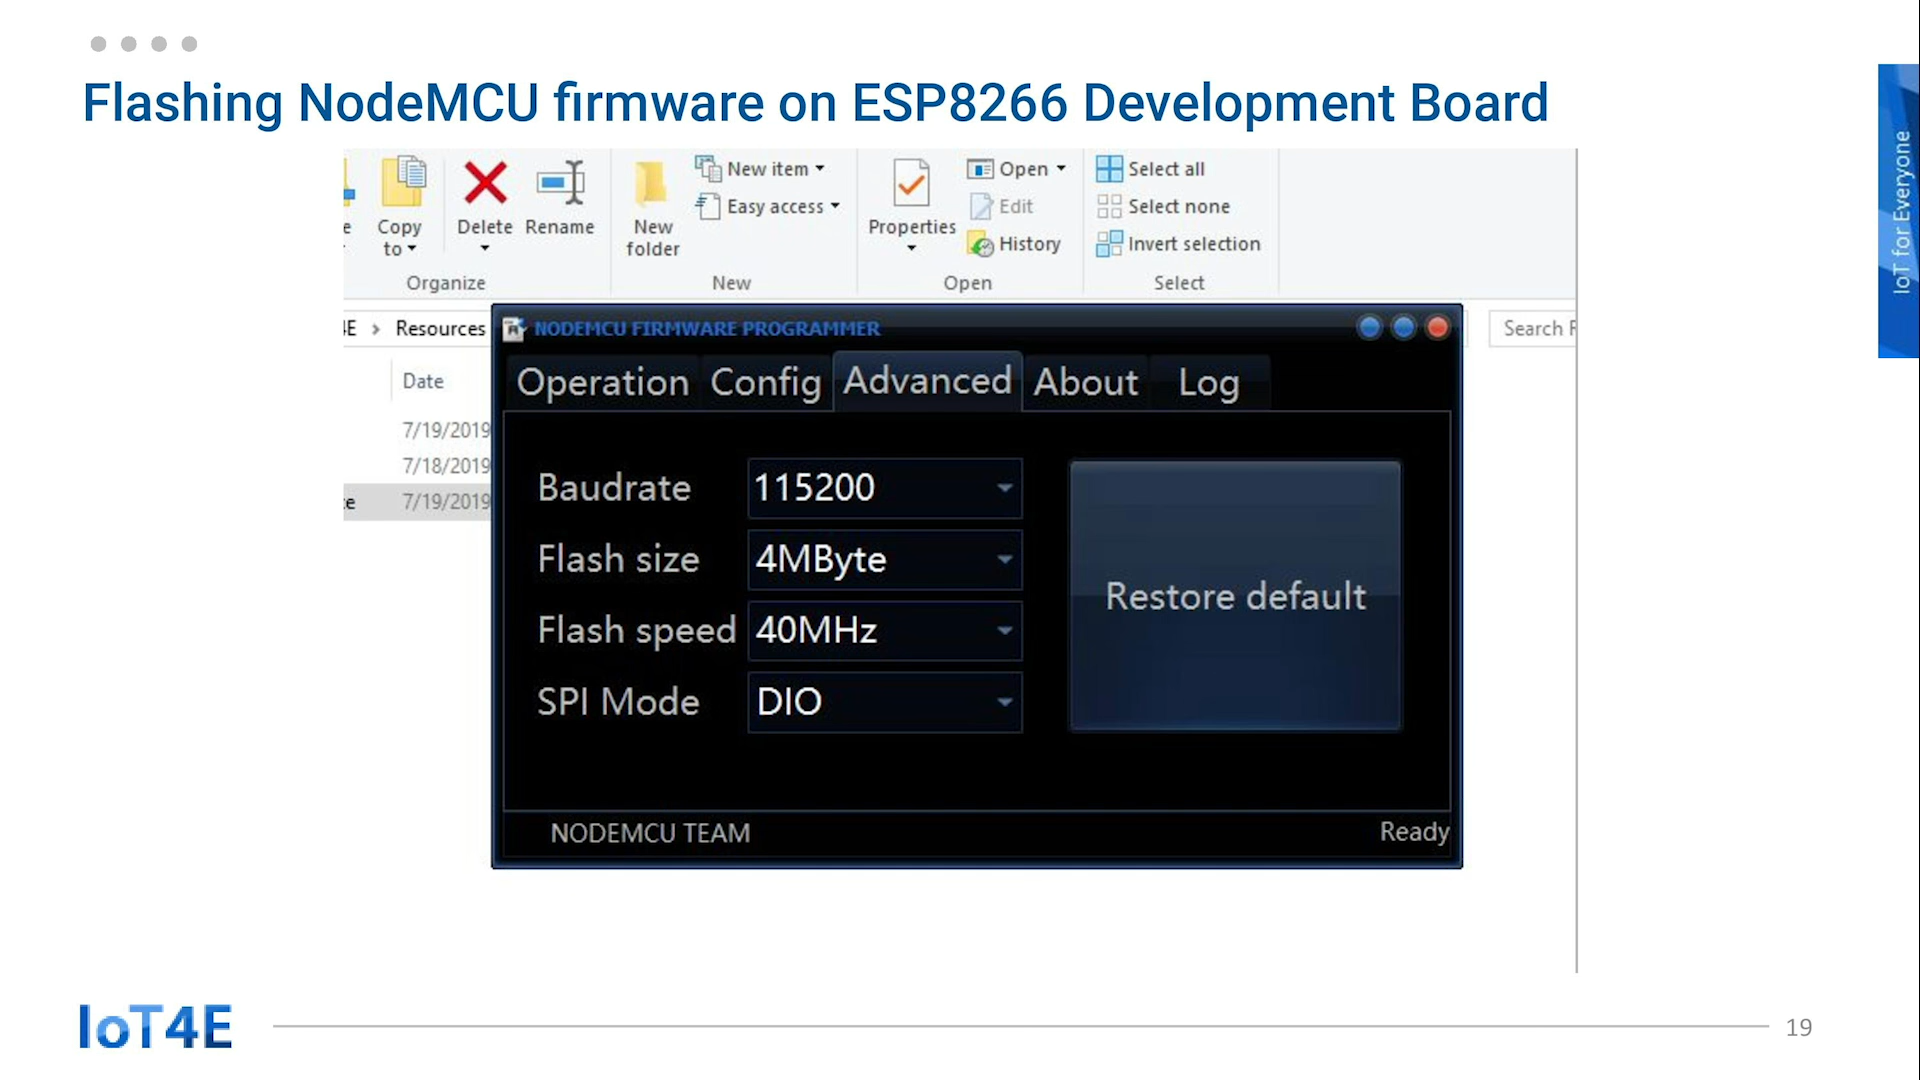 Flashing NodeMCU firmware on ESP8266 Development Board
IoT for Everyone
Copy to
Delete
Rename
New folder
New item
Easy access
Properties
Open
Edit
History
Select all
Select none
Invert selection
Organize
New
Open
Select
Resources
Search
NODEMCU FIRMWARE PROGRAMMER
Operation Config Advanced About Log
Date
7/19/2019
7/18/2019
7/19/2019
Baudrate 115200
Flash size 4MByte
Flash speed 40MHz
SPI Mode DIO
Restore default
NODEMCU TEAM
Ready
IoT4E
19